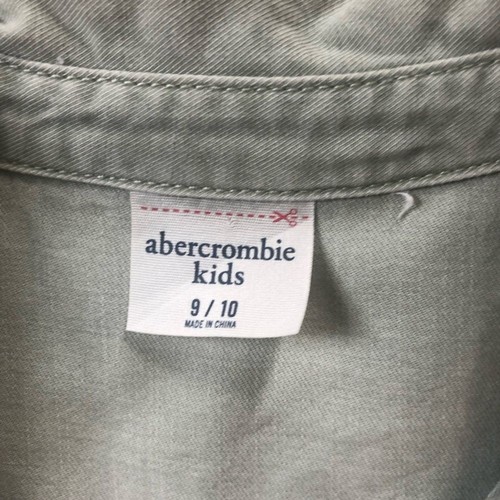 abercrombie
kids
9 / 10
MADE IN CHINA